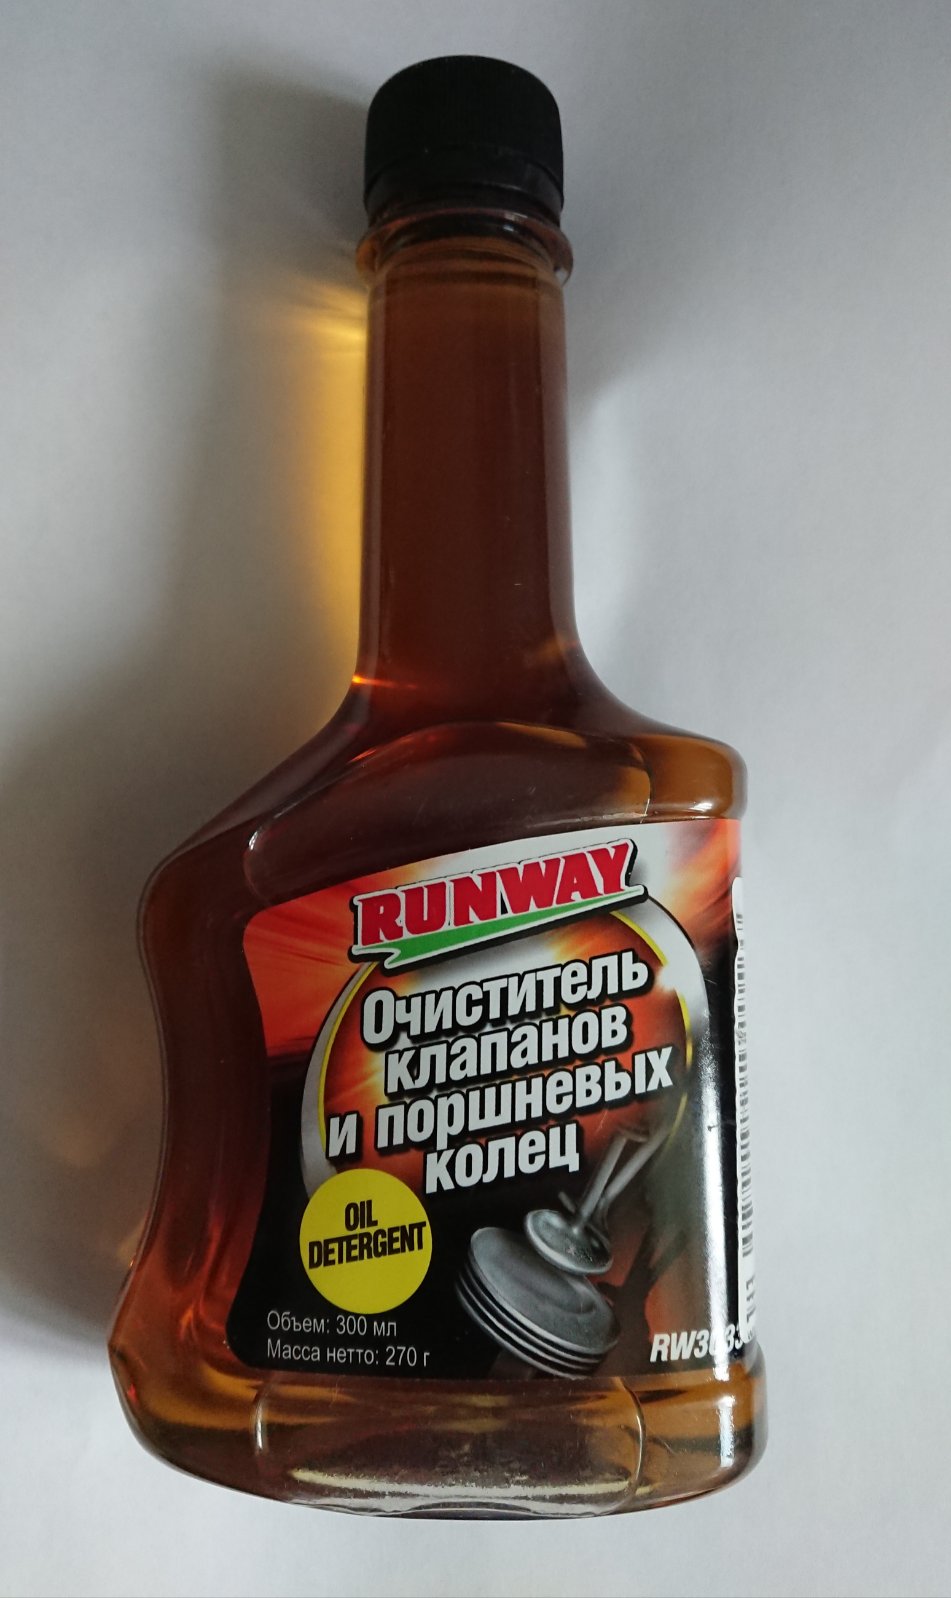 RUNWAY
Очиститель
клапанов
и поршневых
колец
OIL
DETERGENT
Объем: 300 мл
Масса нетто: 270 г